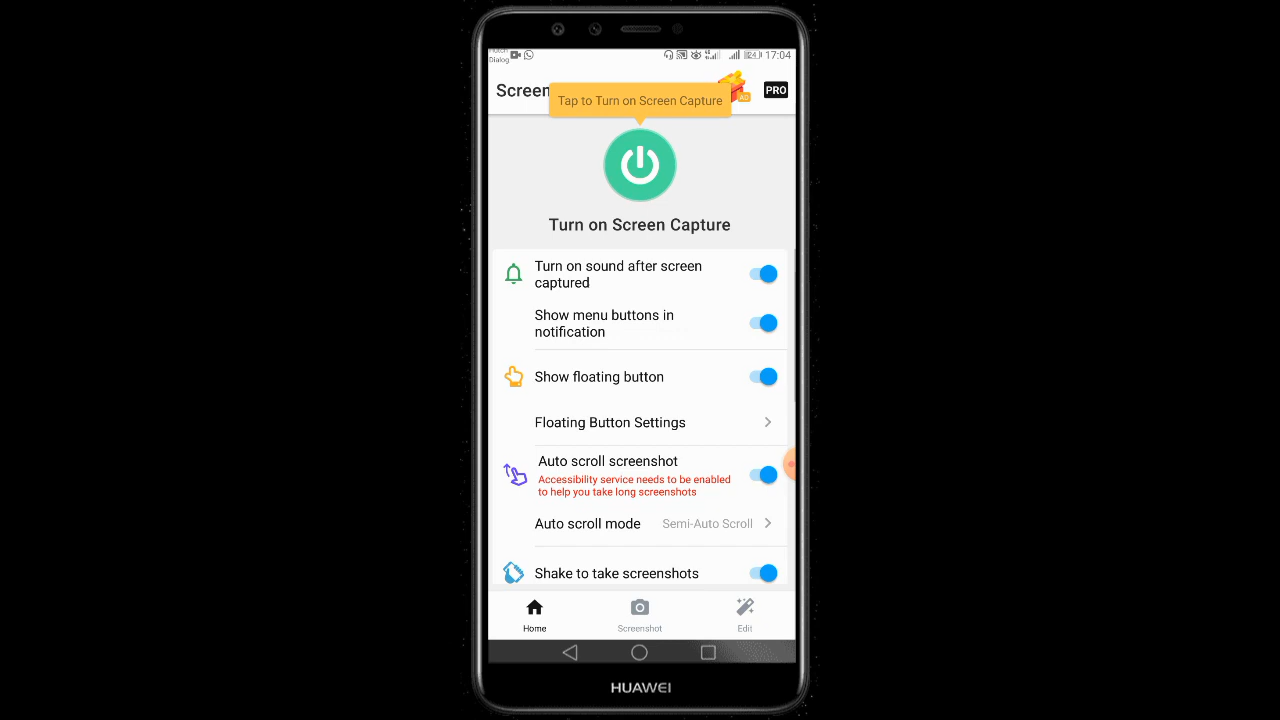 Dialog
24
17:04
Screen
Tap to Turn on Screen Capture
AD
PRO
Turn on Screen Capture
Turn on sound after screen
captured
Show menu buttons in
notification
Show floating button
Floating Button Settings
Auto scroll screenshot
Accessibility service needs to be enabled
to help you take long screenshots
Auto scroll mode
Semi-Auto Scroll
Shake to take screenshots
Home
Screenshot
Edit
HUAWEI